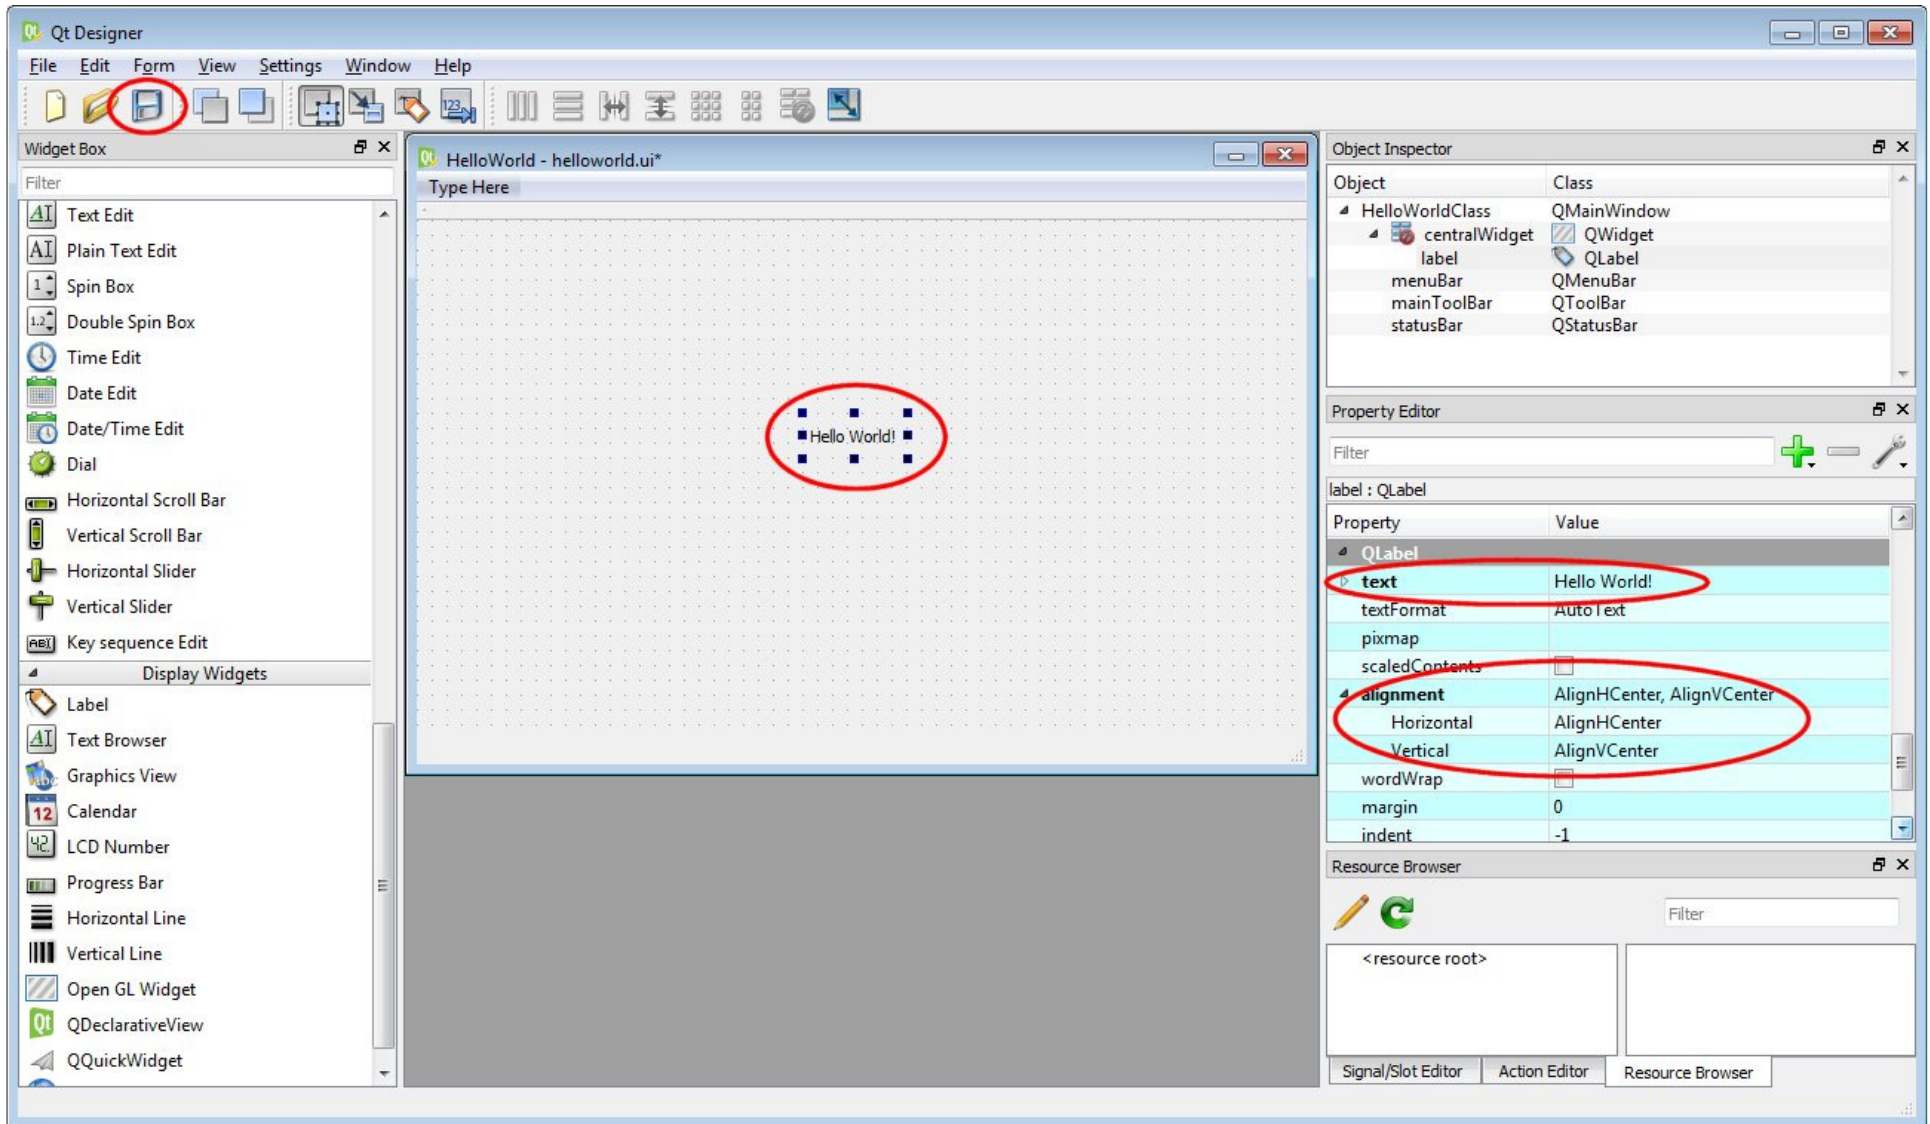 Qt Designer
File Edit Form View Settings Window Help
Widget Box
Filter
Text Edit
Plain Text Edit
Spin Box
Double Spin Box
Time Edit
Date Edit
Date/Time Edit
Dial
Horizontal Scroll Bar
Vertical Scroll Bar
Horizontal Slider
Vertical Slider
Key sequence Edit
Display Widgets
Label
Text Browser
Graphics View
Calendar
LCD Number
Progress Bar
Horizontal Line
Vertical Line
Open GL Widget
QDeclarativeView
QQuickWidget
HelloWorld - helloworld.ui*
Type Here
Hello World!
Object Inspector
Object Class
HelloWorldClass QMainWindow
centralWidget QWidget
label QLabel
menuBar QMenuBar
mainToolBar QToolBar
statusBar QStatusBar
Property Editor
Filter
label : QLabel
Property Value
QLabel
text Hello World!
textFormat AutoText
pixmap
scaledContents
alignment AlignHCenter, AlignVCenter
Horizontal AlignHCenter
Vertical AlignVCenter
wordWrap
margin 0
indent -1
Resource Browser
Filter
<resource root>
Signal/Slot Editor Action Editor Resource Browser